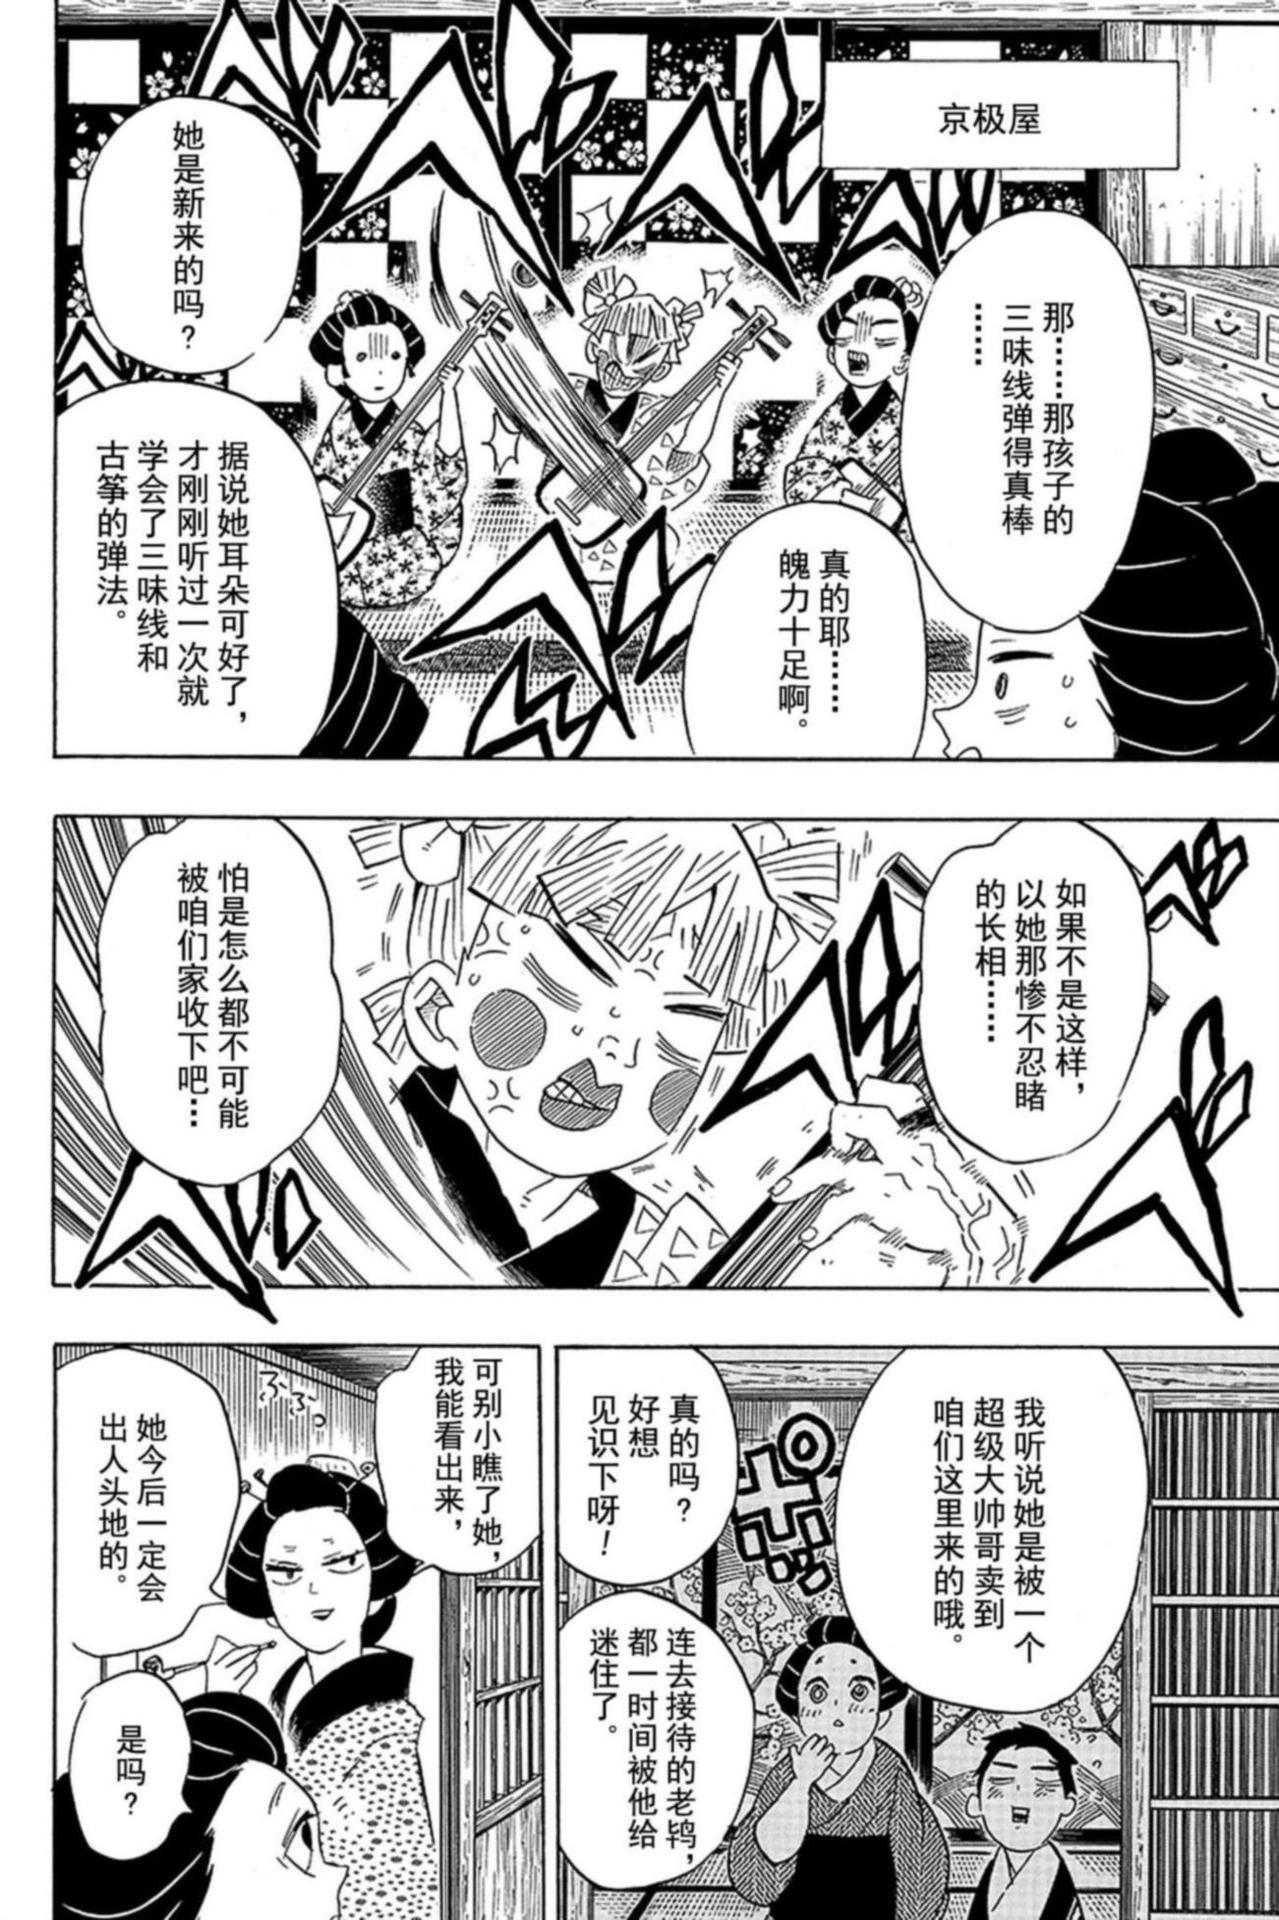 京极屋
那……那孩子的
三味线弹得真棒
……
真的耶……
魄力十足啊。
她是新来的吗?
据说她耳朵可好了,
才刚刚听过一次就
学会了三味线和
古筝的弹法。
如果不是这样,
以她那惨不忍睹
的长相……
怕是怎么都不可能
被咱们家收下吧…
我听说她是被一个
超级大帅哥卖到
咱们这里来的哦。
真的吗?
好想
见识下呀!
连去接待的老鸨,
都一时间被他给
迷住了。
可别小瞧了她,
我能看出来,
她今后一定会
出人头地的。
ふふっ
是吗?